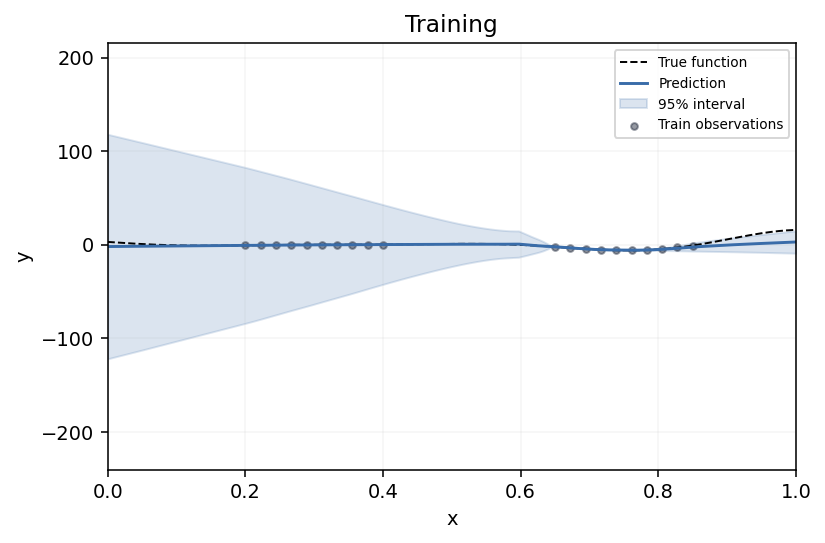 Training
True function
Prediction
95% interval
Train observations
200
100
0
−100
−200
y
0.0 0.2 0.4 0.6 0.8 1.0
x